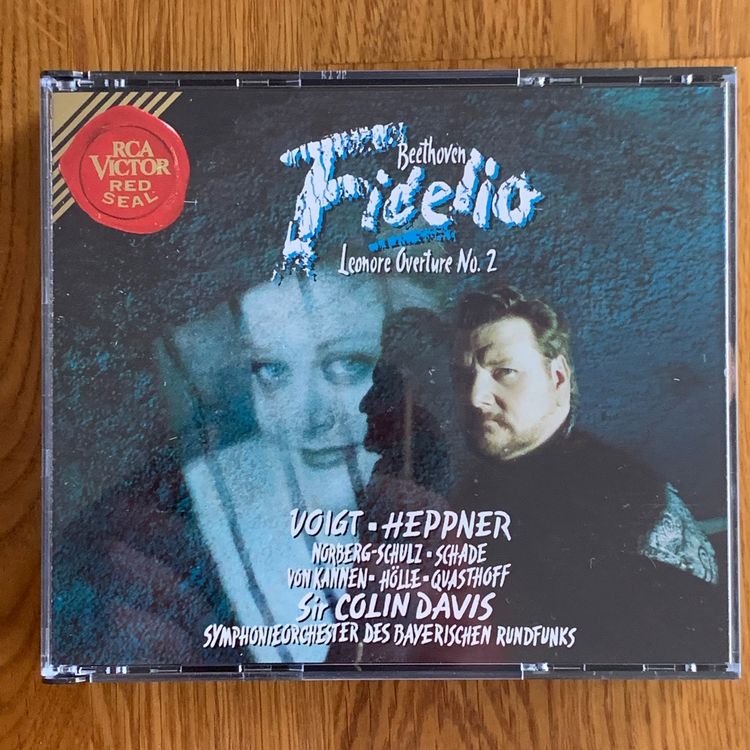 RCA
VICTOR
RED
SEAL
Beethoven
Fidelio
Leonore Overture No. 2
VOIGT ▪ HEPPNER
NORBERG-SCHULZ ▪ SCHADE
VON KANNEN ▪ HÖLLE ▪ QUASTHOFF
Sir COLIN DAVIS
SYMPHONIEORCHESTER DES BAYERISCHEN RUNDFUNKS